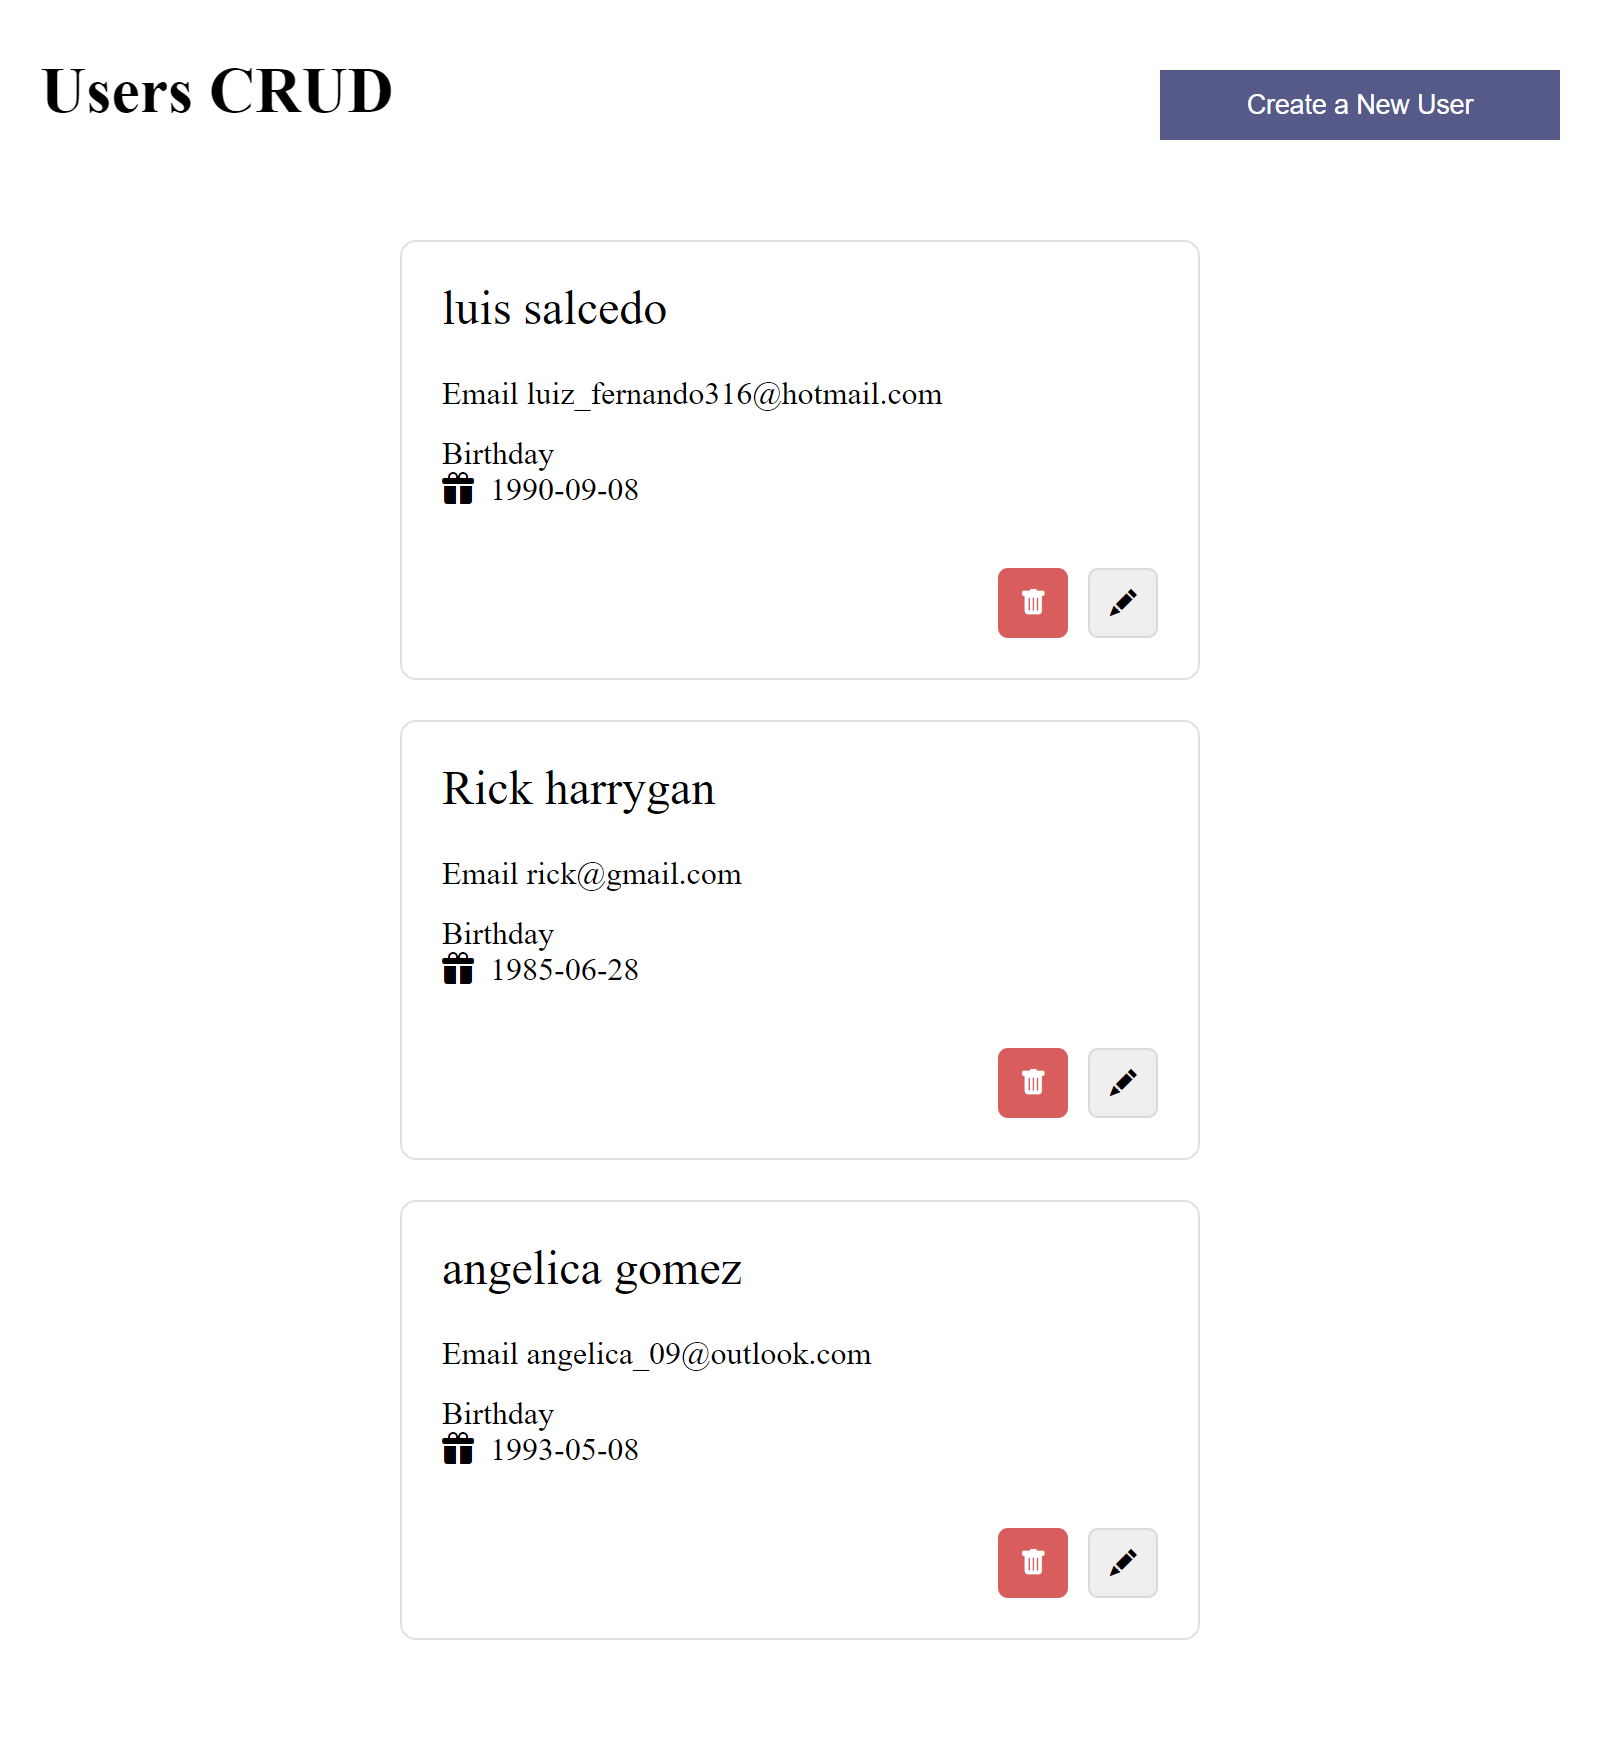 Users CRUD
Create a New User
luis salcedo
Email luiz_fernando316@hotmail.com
Birthday
1990-09-08
Rick harrygan
Email rick@gmail.com
Birthday
1985-06-28
angelica gomez
Email angelica_09@outlook.com
Birthday
1993-05-08